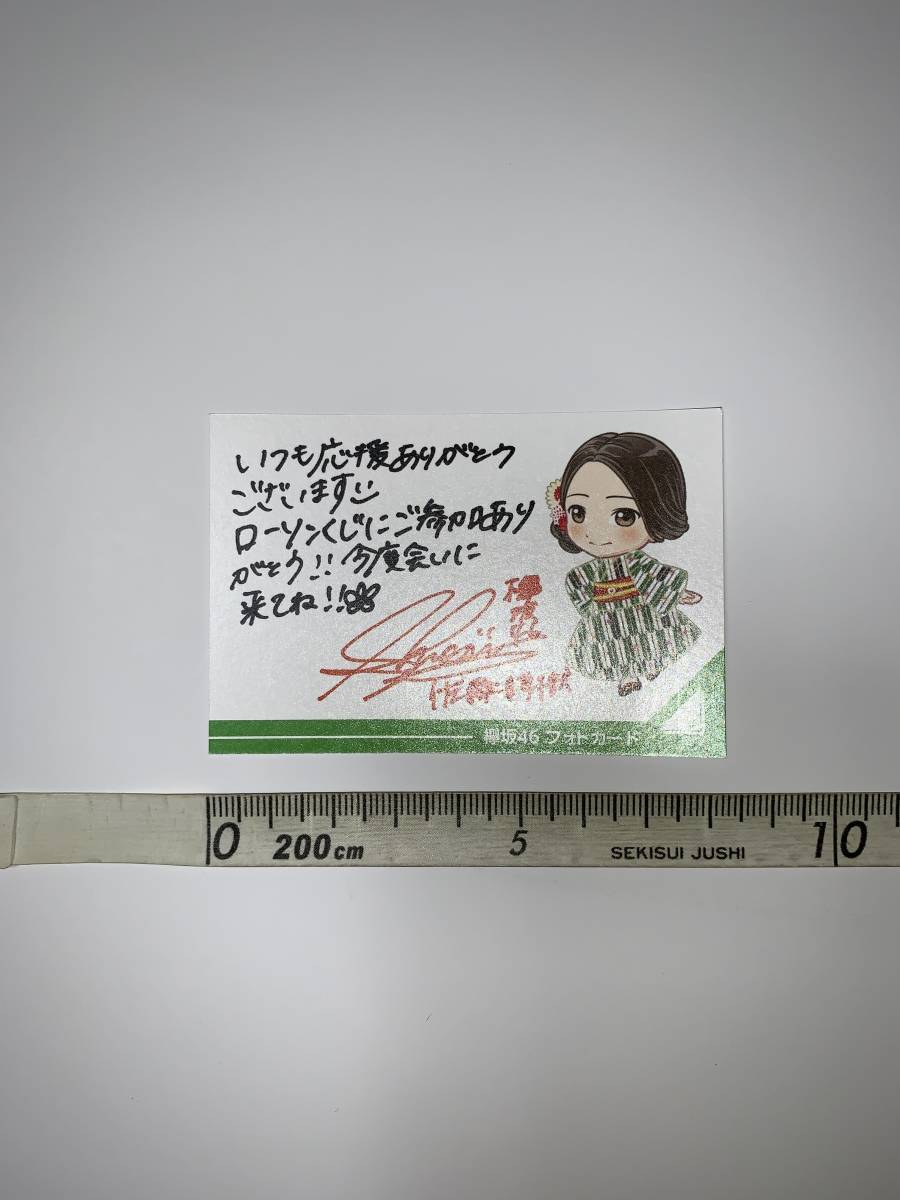 いつも応援ありがとう
ございます
ローソンくじにご参加あり
がとう!!今度会いに
来てね!!
欅坂46 フォトカード
0 200cm 5 SEKISUI JUSHI 10